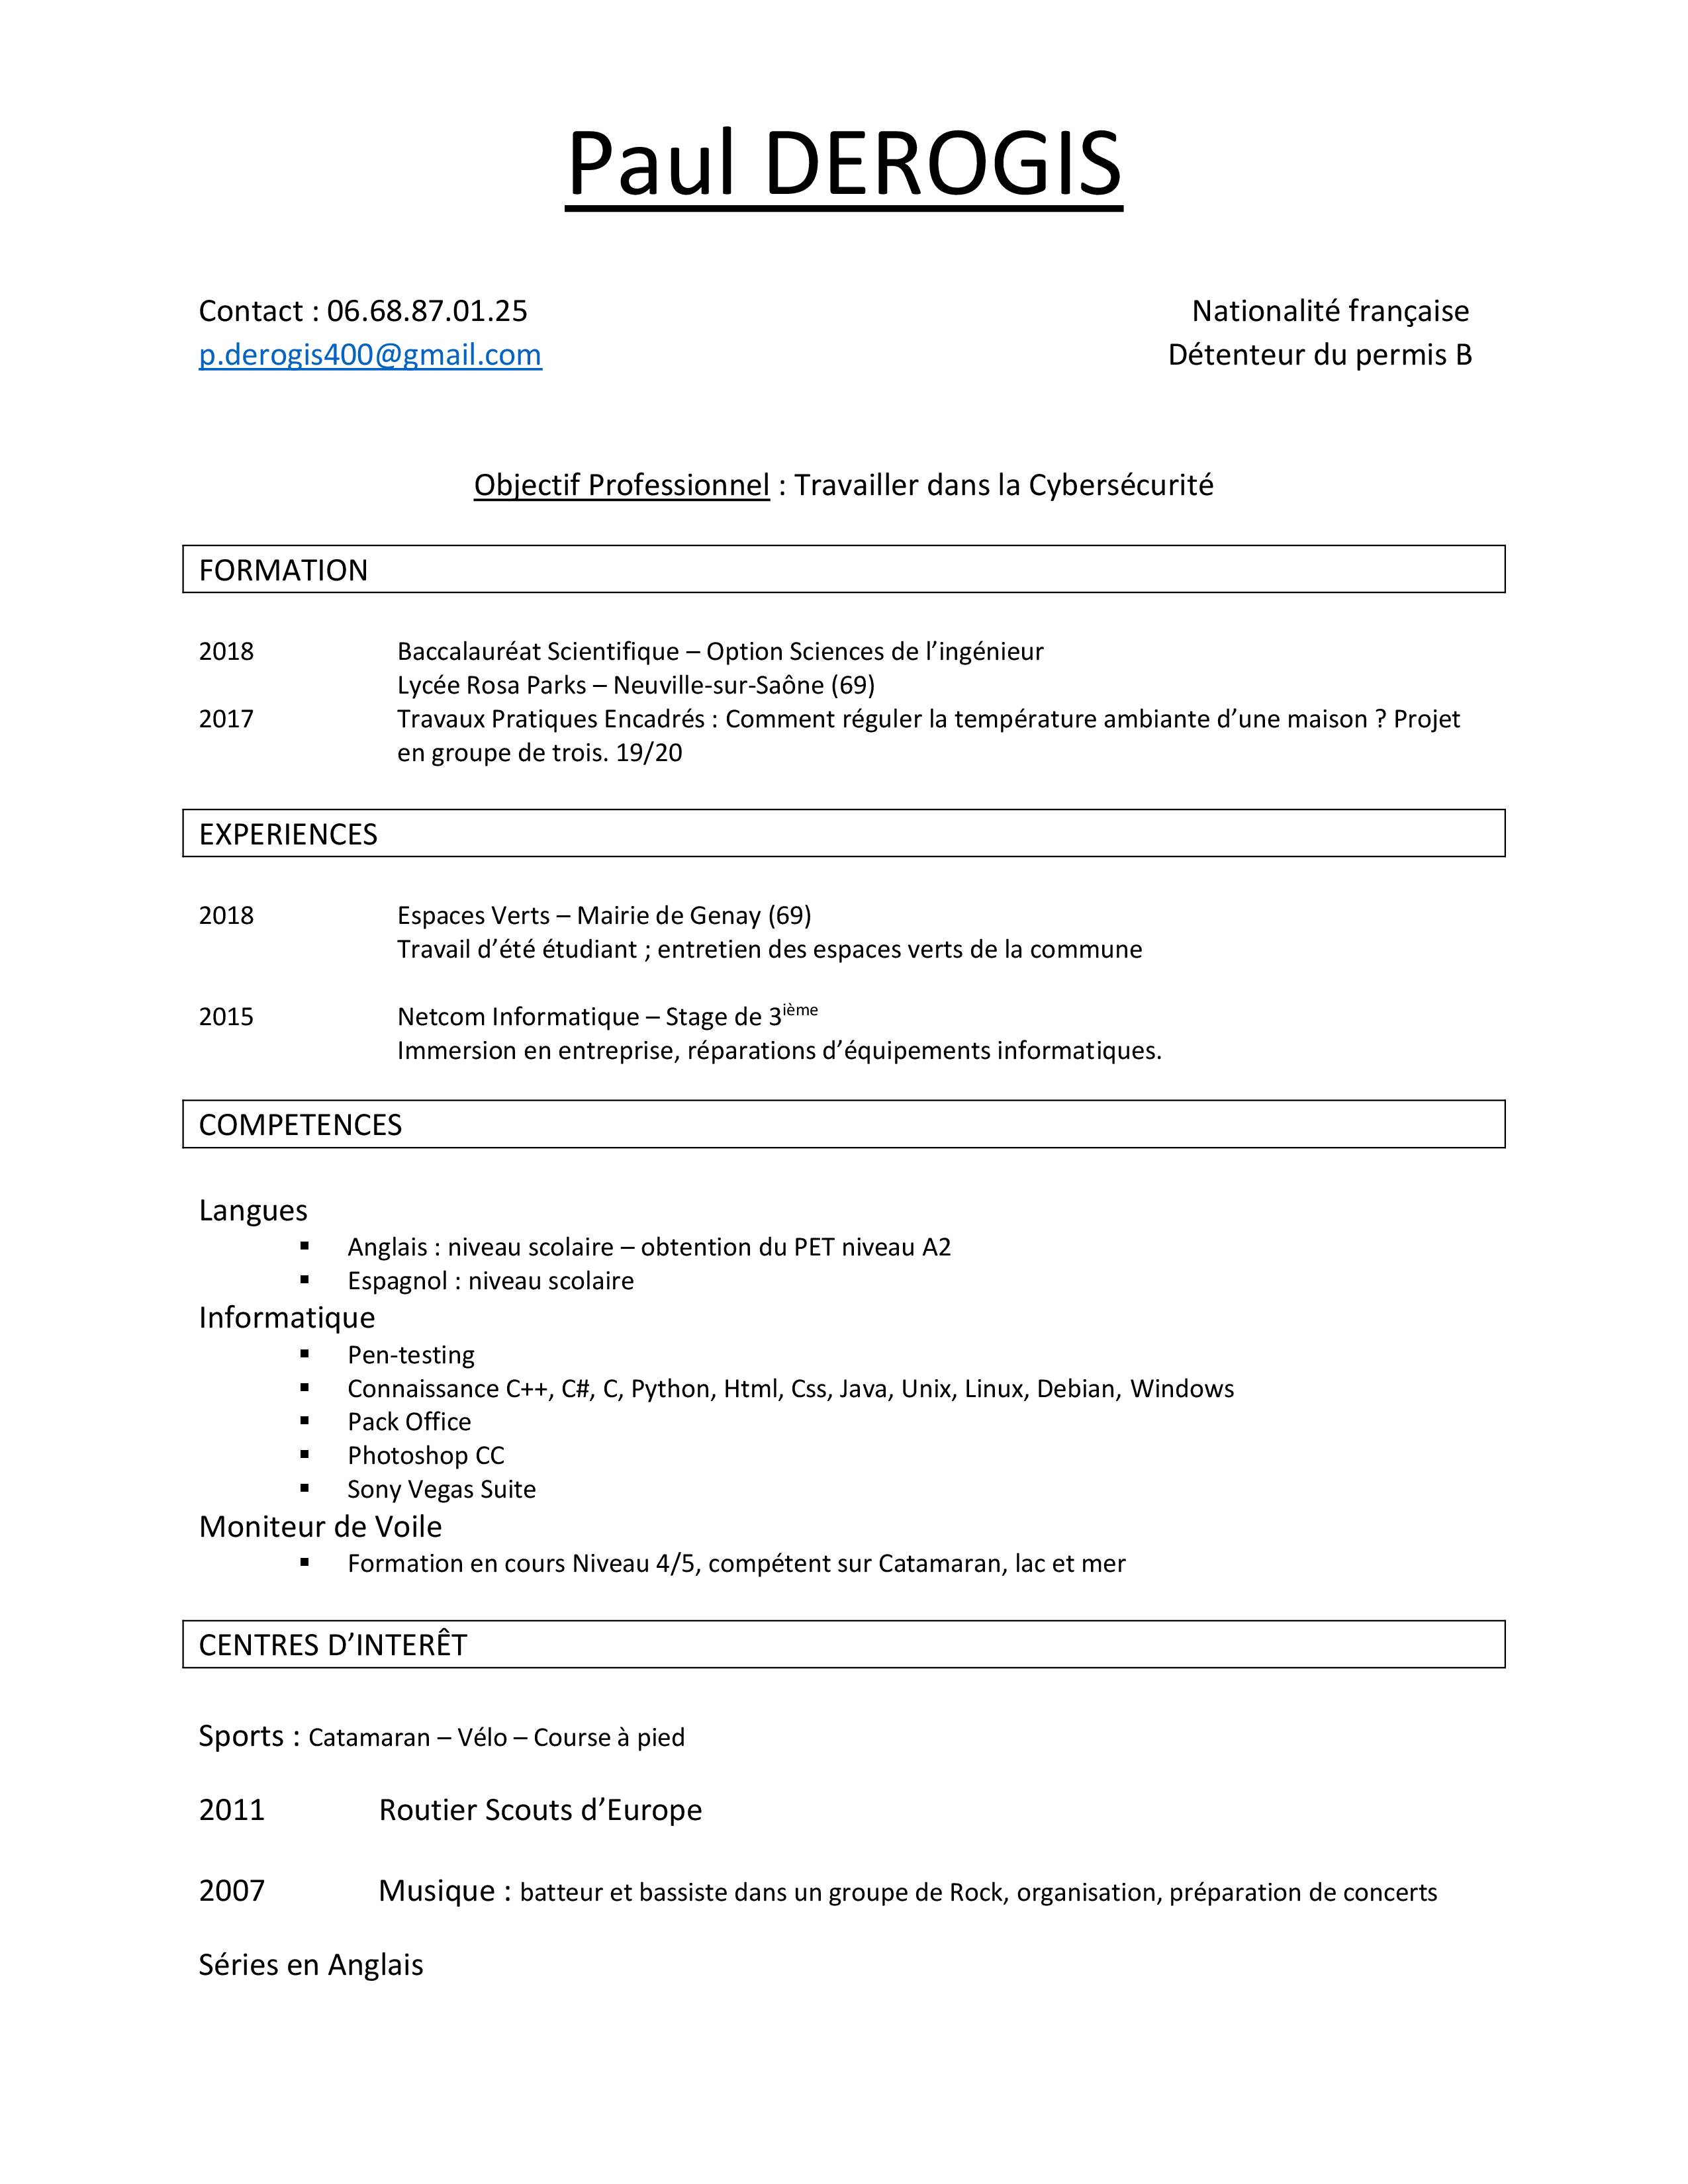 Paul DEROGIS
Contact : 06.68.87.01.25 Nationalité française
p.derogis400@gmail.com Détenteur du permis B
Objectif Professionnel : Travailler dans la Cybersécurité
FORMATION
2018 Baccalauréat Scientifique – Option Sciences de l’ingénieur
Lycée Rosa Parks – Neuville-sur-Saône (69)
2017 Travaux Pratiques Encadrés : Comment réguler la température ambiante d’une maison ? Projet
en groupe de trois. 19/20
EXPERIENCES
2018 Espaces Verts – Mairie de Genay (69)
Travail d’été étudiant ; entretien des espaces verts de la commune
2015 Netcom Informatique – Stage de 3ième
Immersion en entreprise, réparations d’équipements informatiques.
COMPETENCES
Langues
▪ Anglais : niveau scolaire – obtention du PET niveau A2
▪ Espagnol : niveau scolaire
Informatique
▪ Pen-testing
▪ Connaissance C++, C#, C, Python, Html, Css, Java, Unix, Linux, Debian, Windows
▪ Pack Office
▪ Photoshop CC
▪ Sony Vegas Suite
Moniteur de Voile
▪ Formation en cours Niveau 4/5, compétent sur Catamaran, lac et mer
CENTRES D’INTERÊT
Sports : Catamaran – Vélo – Course à pied
2011 Routier Scouts d’Europe
2007 Musique : batteur et bassiste dans un groupe de Rock, organisation, préparation de concerts
Séries en Anglais